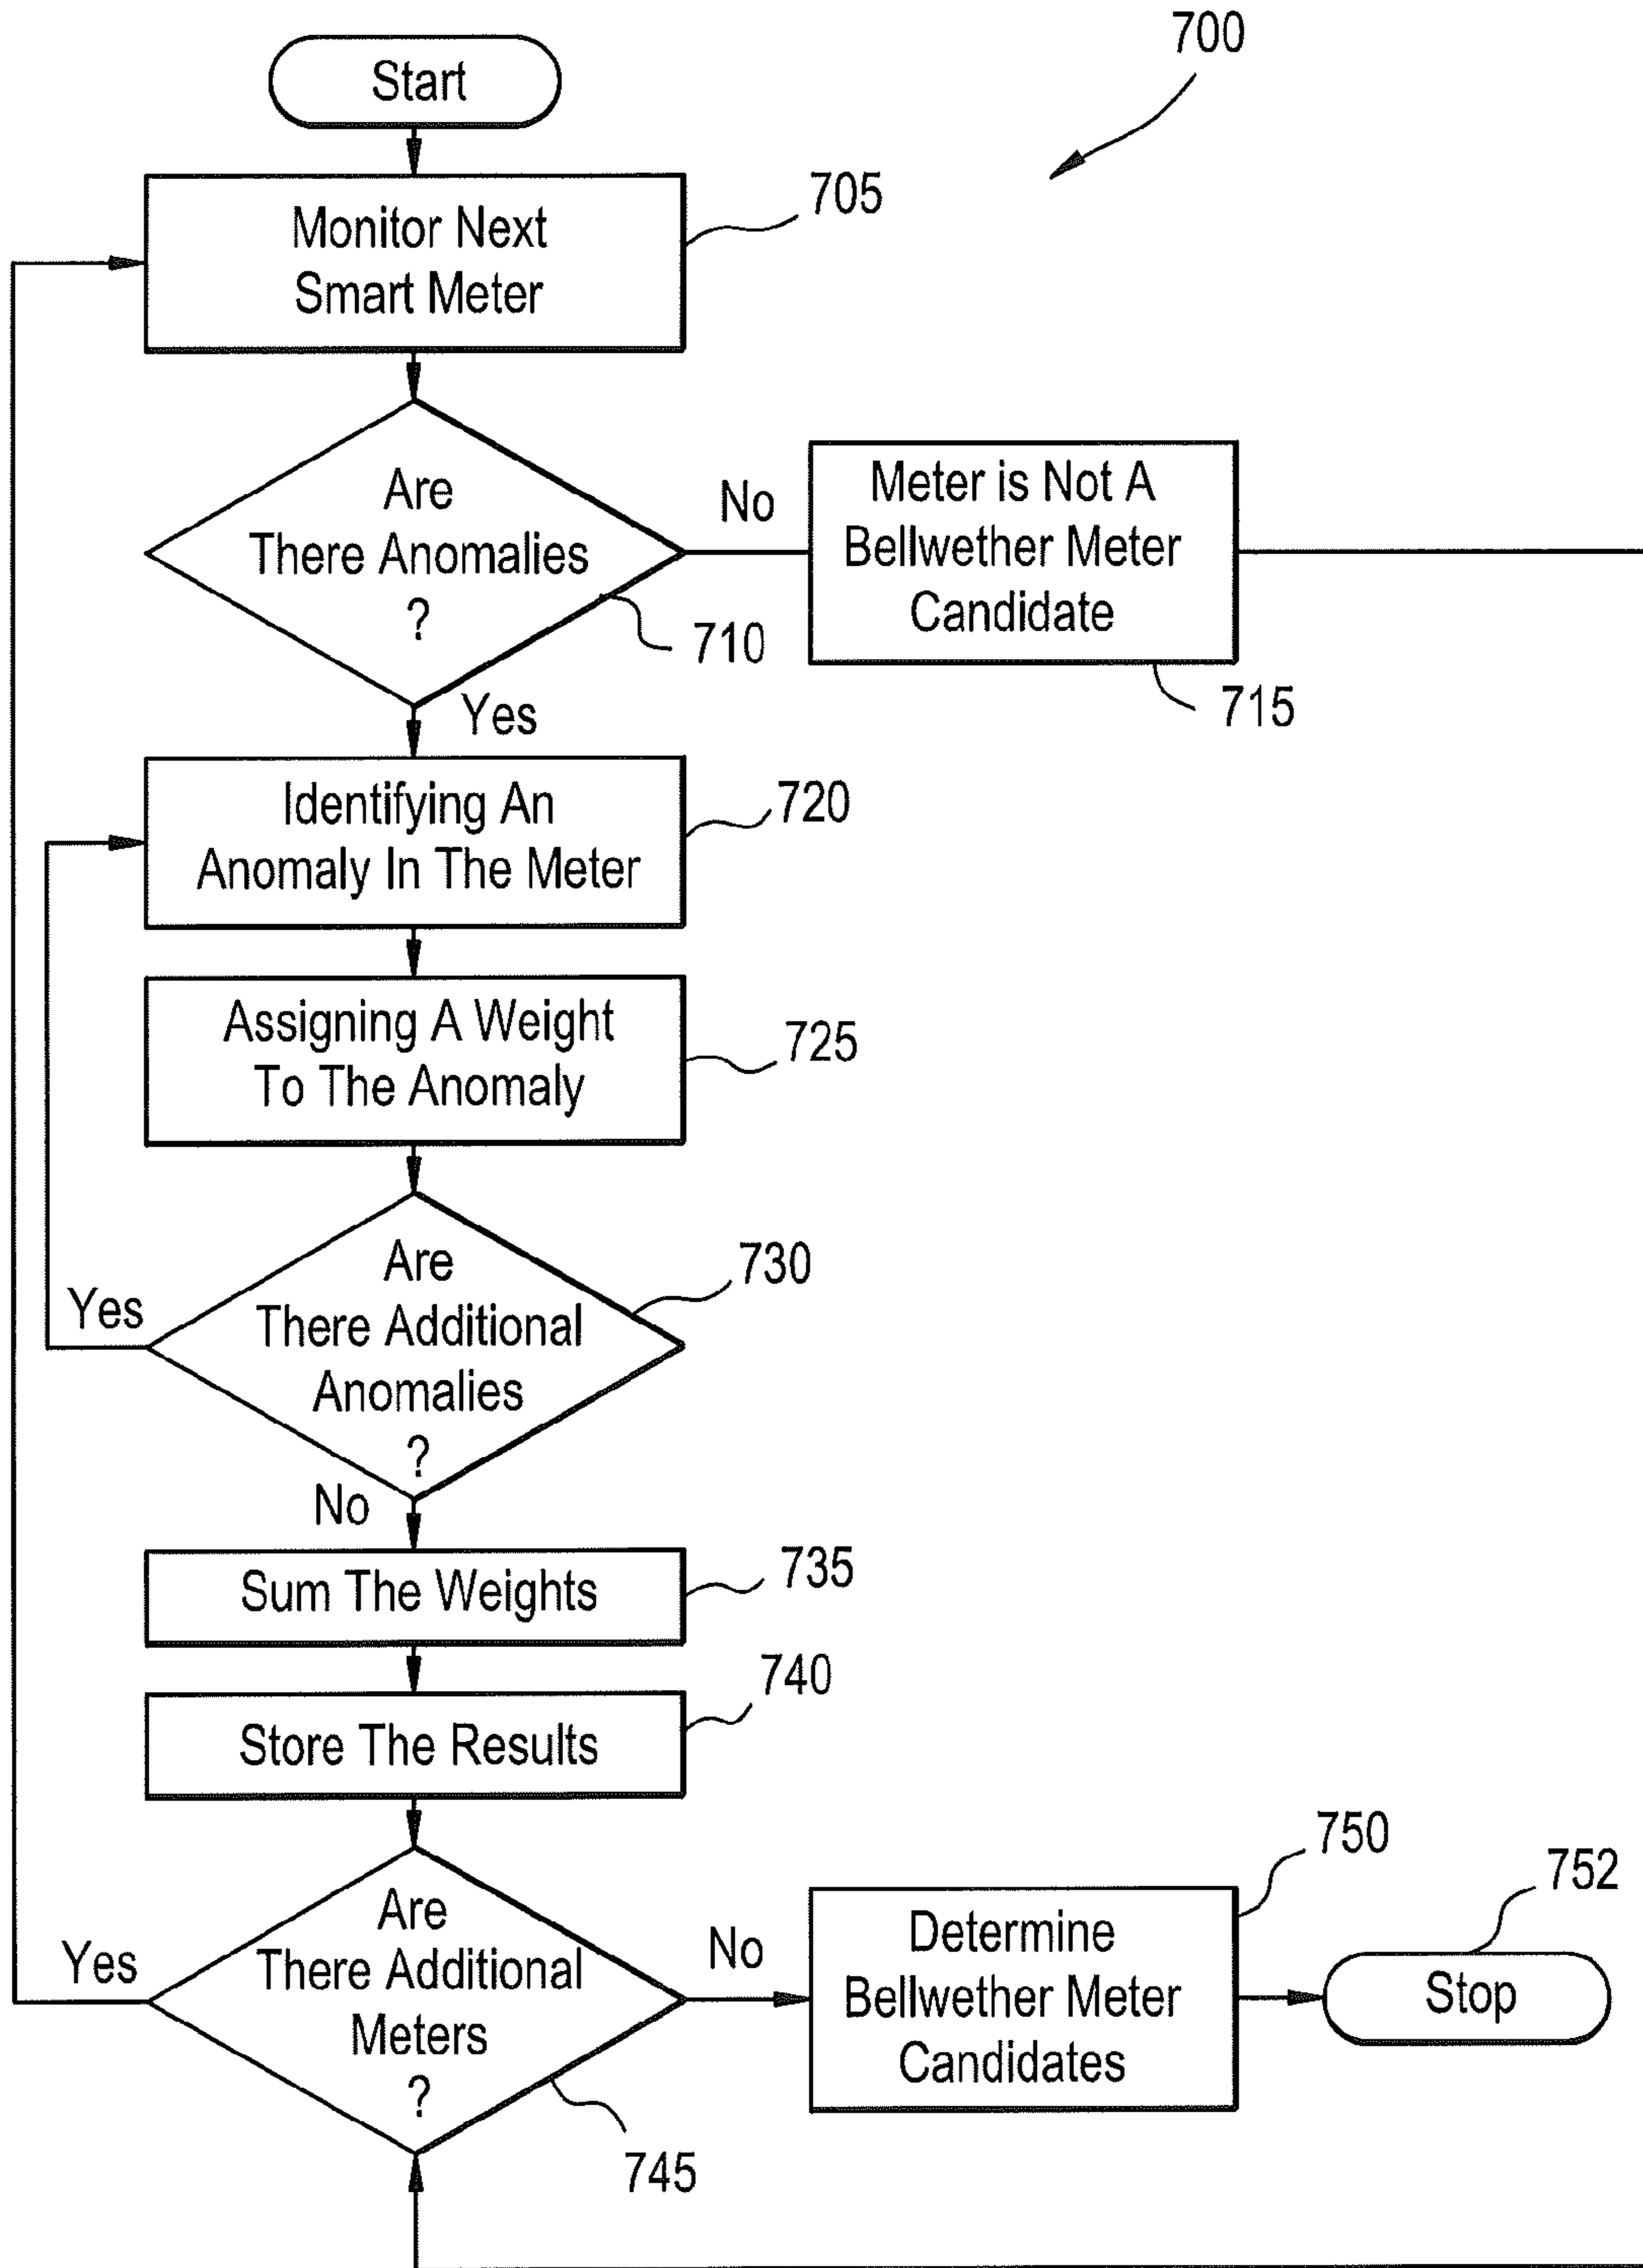 700
Start
Monitor Next
Smart Meter
705
Are
There Anomalies
?
710
No
Meter is Not A
Bellwether Meter
Candidate
715
Yes
Identifying An
Anomaly In The Meter
720
Assigning A Weight
To The Anomaly
725
Are
There Additional
Anomalies
?
730
Yes
No
Sum The Weights
735
Store The Results
740
Are
There Additional
Meters
?
745
Yes
No
Determine
Bellwether Meter
Candidates
750
Stop
752